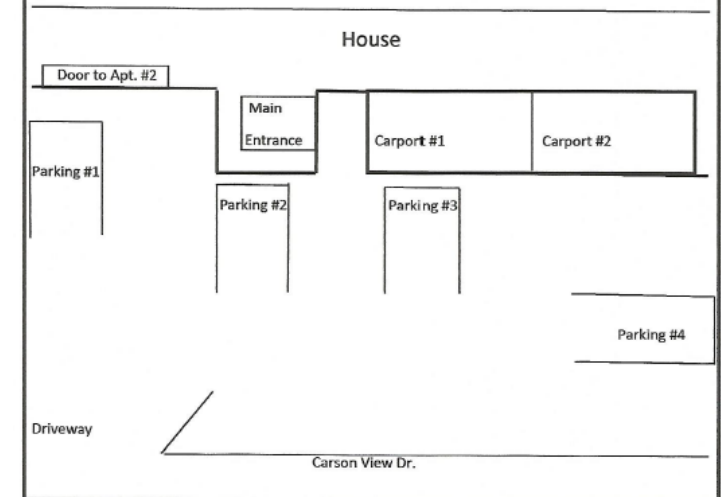 House
Door to Apt. #2
Main
Entrance
Carport #1
Carport #2
Parking #1
Parking #2
Parking #3
Parking #4
Driveway
Carson View Dr.